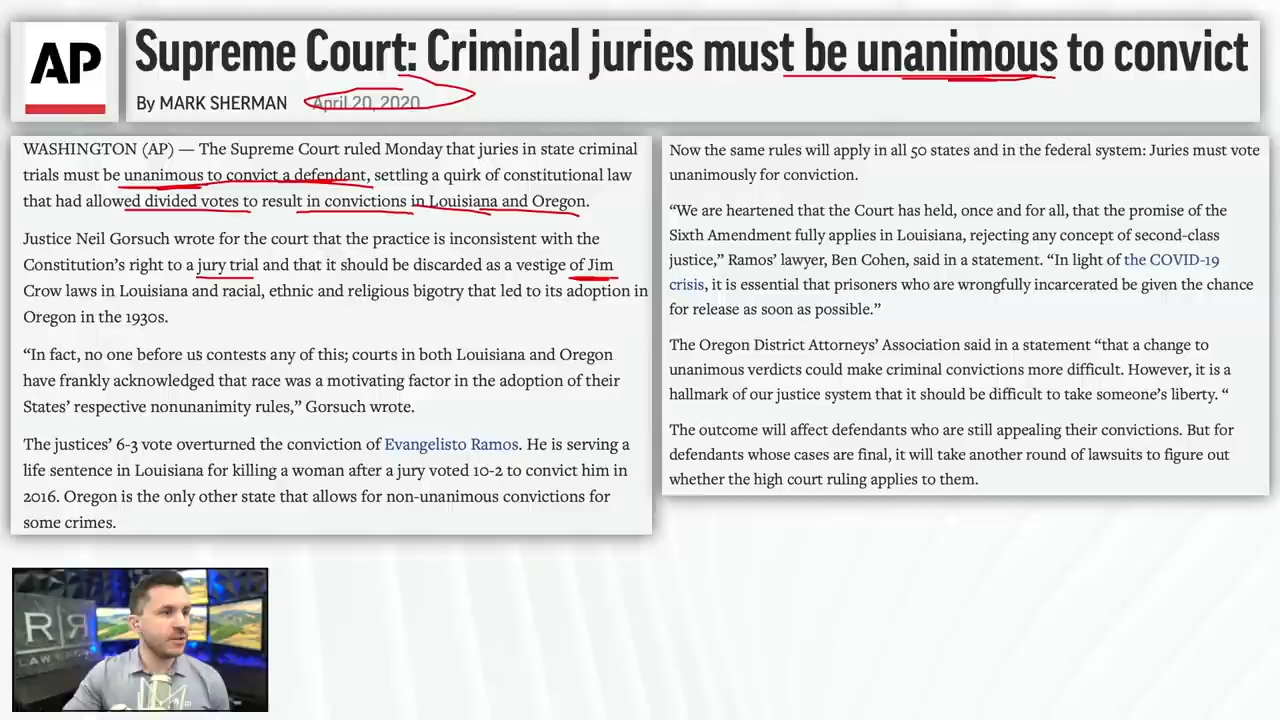 AP
Supreme Court: Criminal juries must be unanimous to convict
By MARK SHERMAN April 20, 2020
WASHINGTON (AP) — The Supreme Court ruled Monday that juries in state criminal
trials must be unanimous to convict a defendant, settling a quirk of constitutional law
that had allowed divided votes to result in convictions in Louisiana and Oregon.
Justice Neil Gorsuch wrote for the court that the practice is inconsistent with the
Constitution’s right to a jury trial and that it should be discarded as a vestige of Jim
Crow laws in Louisiana and racial, ethnic and religious bigotry that led to its adoption in
Oregon in the 1930s.
“In fact, no one before us contests any of this; courts in both Louisiana and Oregon
have frankly acknowledged that race was a motivating factor in the adoption of their
States’ respective nonunanimity rules,” Gorsuch wrote.
The justices’ 6-3 vote overturned the conviction of Evangelisto Ramos. He is serving a
life sentence in Louisiana for killing a woman after a jury voted 10-2 to convict him in
2016. Oregon is the only other state that allows for non-unanimous convictions for
some crimes.
Now the same rules will apply in all 50 states and in the federal system: Juries must vote
unanimously for conviction.
“We are heartened that the Court has held, once and for all, that the promise of the
Sixth Amendment fully applies in Louisiana, rejecting any concept of second-class
justice,” Ramos’ lawyer, Ben Cohen, said in a statement. “In light of the COVID-19
crisis, it is essential that prisoners who are wrongfully incarcerated be given the chance
for release as soon as possible.”
The Oregon District Attorneys’ Association said in a statement “that a change to
unanimous verdicts could make criminal convictions more difficult. However, it is a
hallmark of our justice system that it should be difficult to take someone’s liberty. “
The outcome will affect defendants who are still appealing their convictions. But for
defendants whose cases are final, it will take another round of lawsuits to figure out
whether the high court ruling applies to them.
R|R
LAW